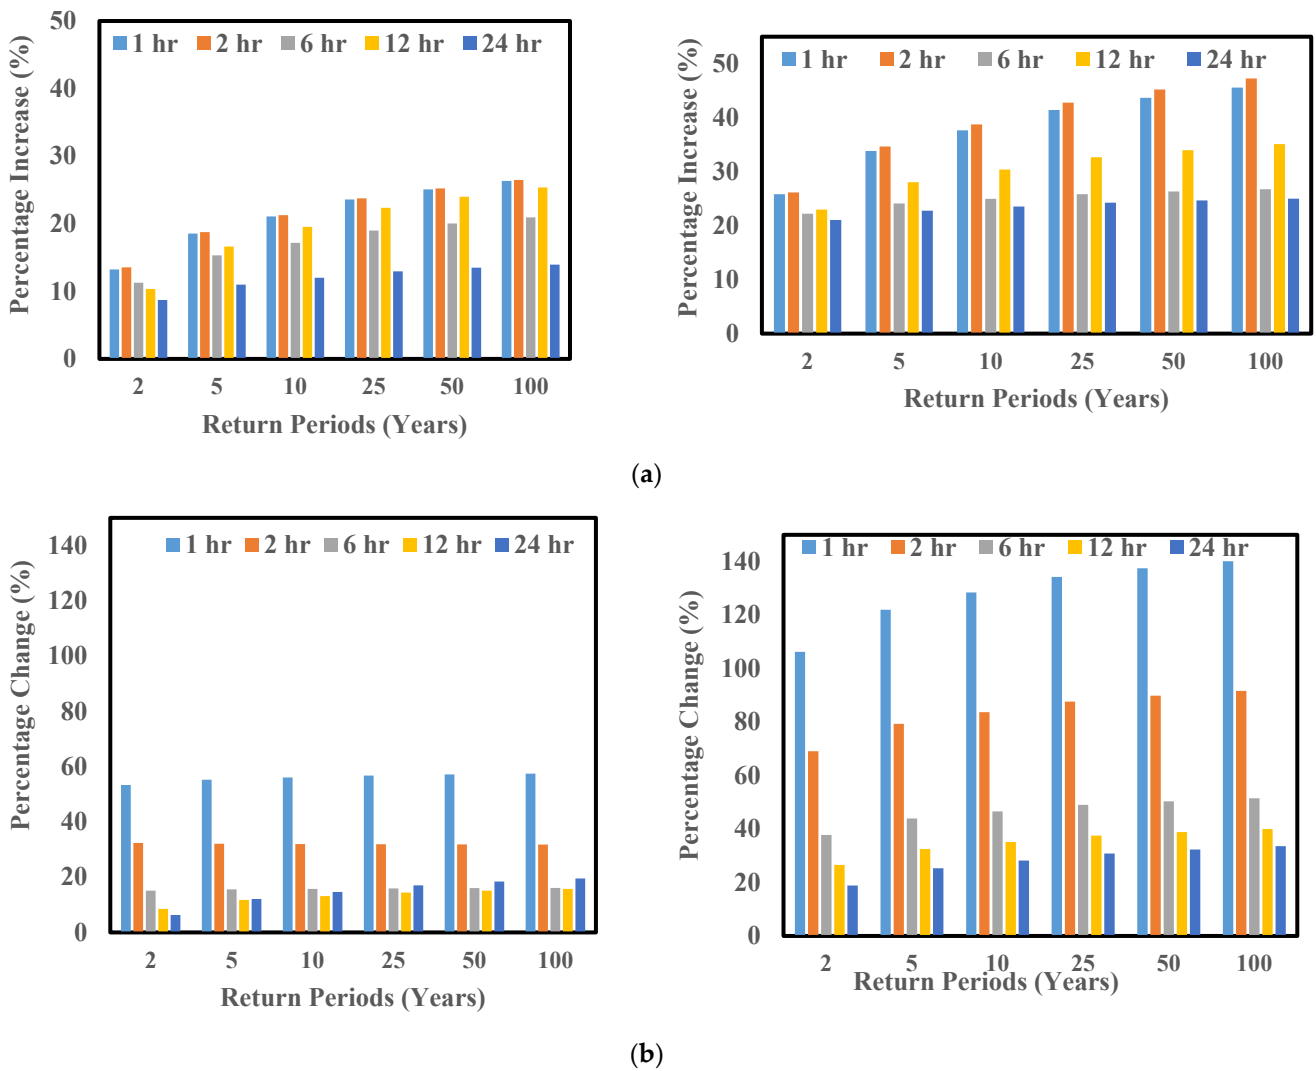 50
40
30
20
10
0
Percentage Increase (%)
1 hr 2 hr 6 hr 12 hr 24 hr
2 5 10 25 50 100
Return Periods (Years)
50
40
30
20
10
0
Percentage Increase (%)
1 hr 2 hr 6 hr 12 hr 24 hr
2 5 10 25 50 100
Return Periods (Years)
(a)
140
120
100
80
60
40
20
0
Percentage Change (%)
1 hr 2 hr 6 hr 12 hr 24 hr
2 5 10 25 50 100
Return Periods (Years)
140
120
100
80
60
40
20
0
Percentage Change (%)
1 hr 2 hr 6 hr 12 hr 24 hr
2 5 10 25 50 100
Return Periods (Years)
(b)